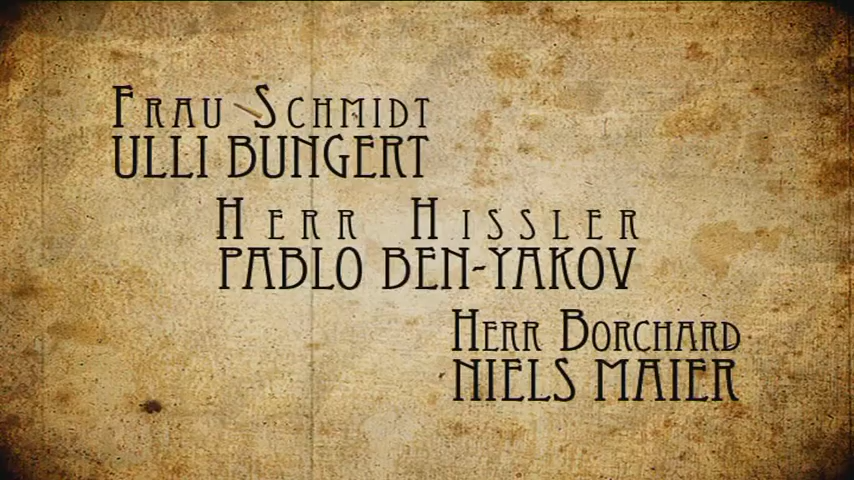 Frau Schmidt
ULLI BUNGERT
Herr Hissler
PABLO BEN-YAKOV
Herr Borchard
NIELS MAIER